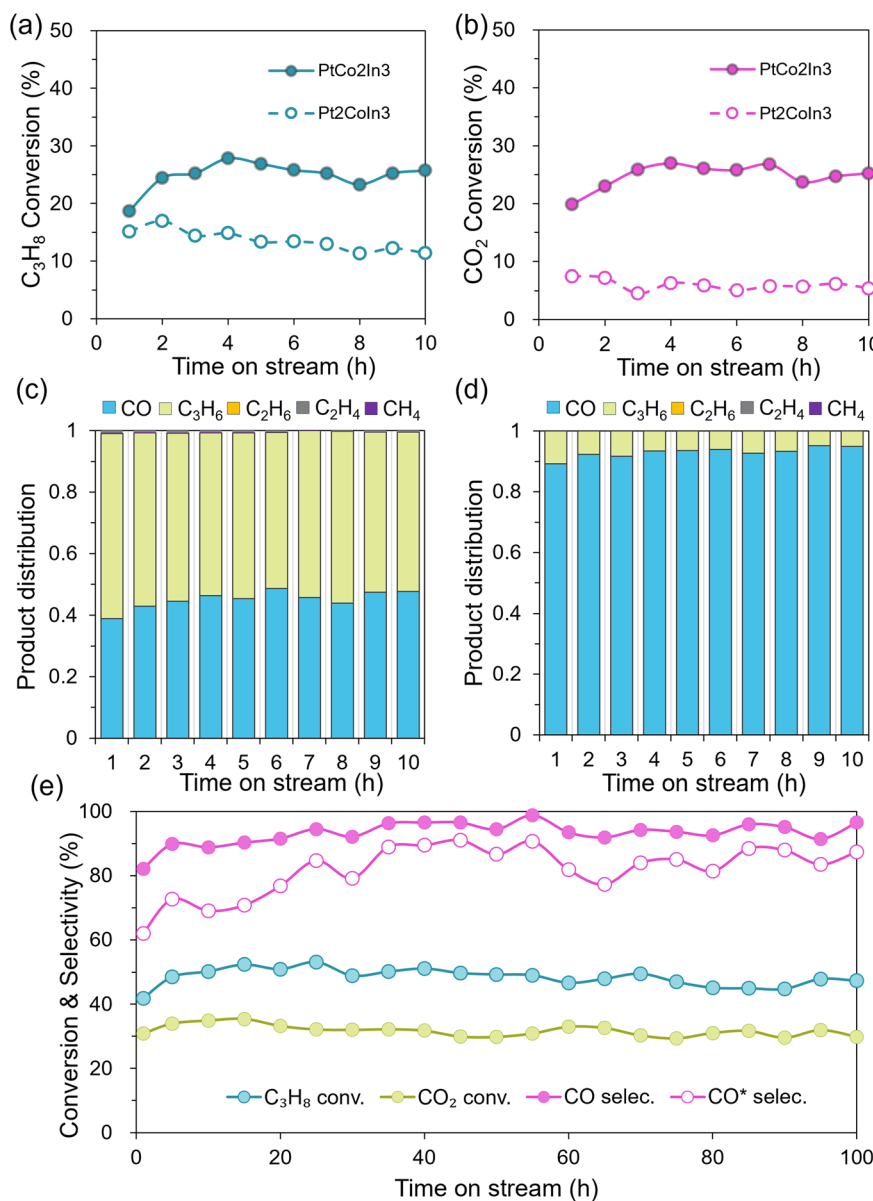 (a)
C₃H₈ Conversion (%)
50
40
30
20
10
0
PtCo2In3
Pt2CoIn3
0 2 4 6 8 10
Time on stream (h)
(b)
CO₂ Conversion (%)
50
40
30
20
10
0
PtCo2In3
Pt2CoIn3
0 2 4 6 8 10
Time on stream (h)
(c)
CO C₃H₆ C₂H₆ C₂H₄ CH₄
Product distribution
1
0.8
0.6
0.4
0.2
0
1 2 3 4 5 6 7 8 9 10
Time on stream (h)
(d)
CO C₃H₆ C₂H₆ C₂H₄ CH₄
Product distribution
1
0.8
0.6
0.4
0.2
0
1 2 3 4 5 6 7 8 9 10
Time on stream (h)
(e)
Conversion & Selectivity (%)
100
80
60
40
20
0
C₃H₈ conv. CO₂ conv. CO selec. CO* selec.
0 20 40 60 80 100
Time on stream (h)